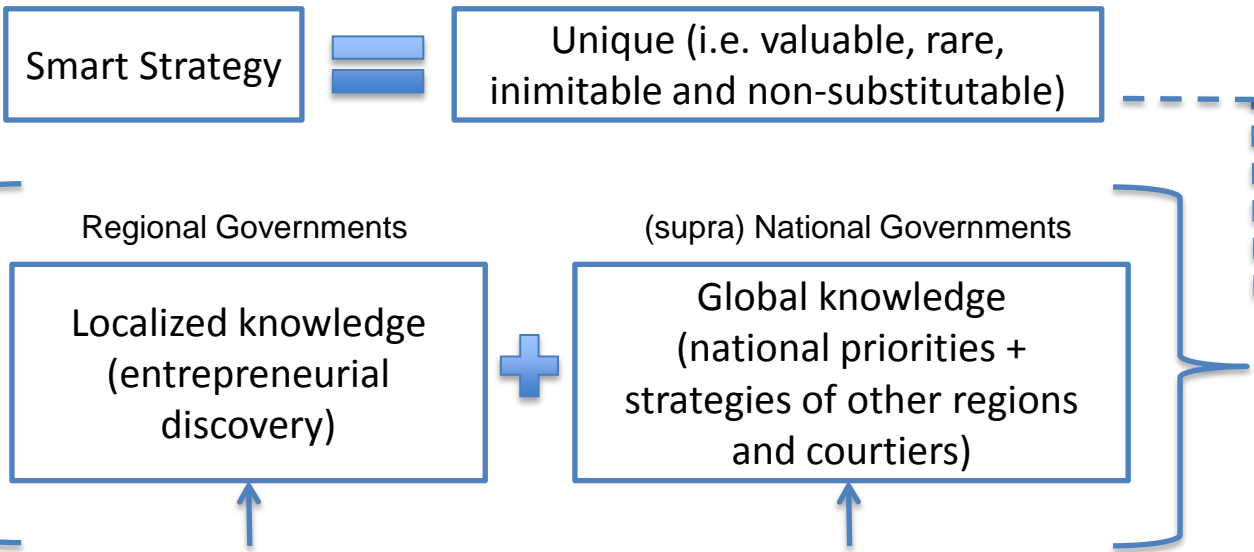 Smart Strategy
Unique (i.e. valuable, rare,
inimitable and non-substitutable)
Regional Governments
(supra) National Governments
Localized knowledge
(entrepreneurial
discovery)
Global knowledge
(national priorities +
strategies of other regions
and courtiers)